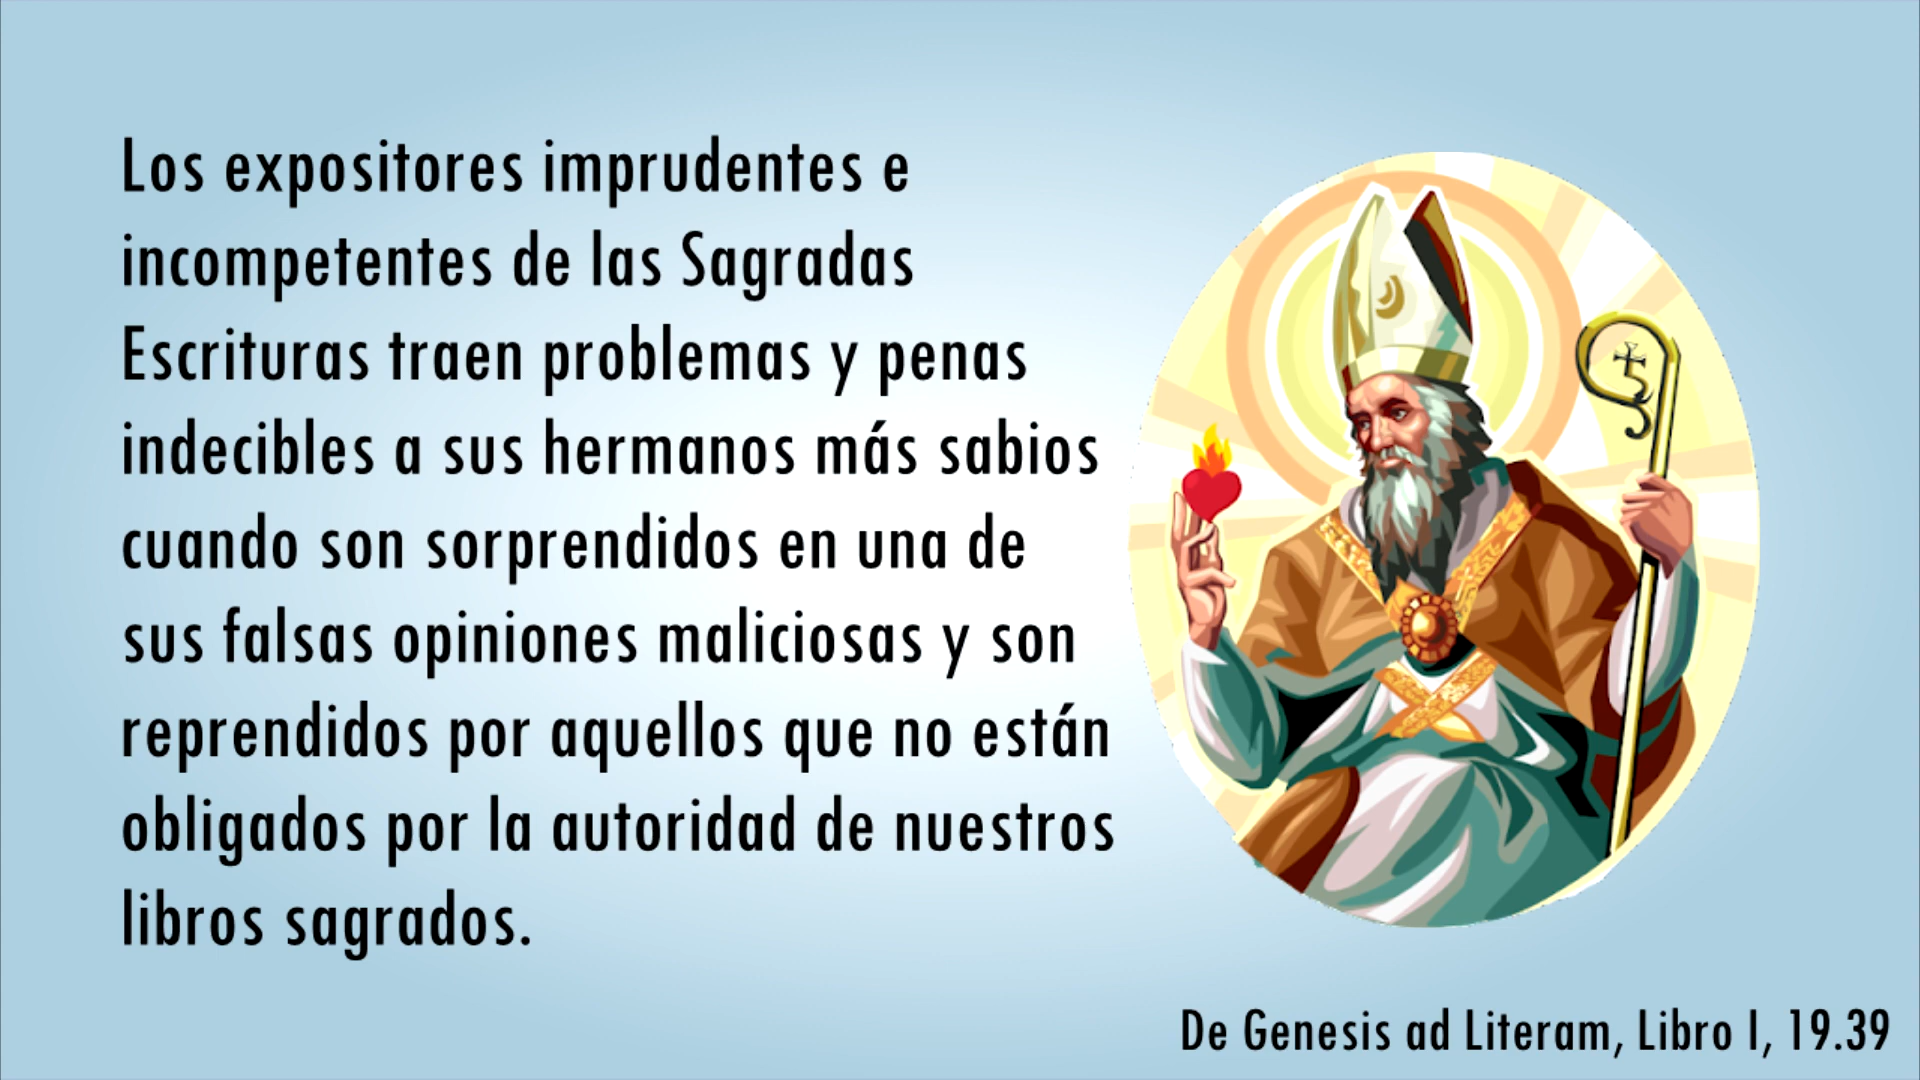 Los expositores imprudentes e
incompetentes de las Sagradas
Escrituras traen problemas y penas
indecibles a sus hermanos más sabios
cuando son sorprendidos en una de
sus falsas opiniones maliciosas y son
reprendidos por aquellos que no están
obligados por la autoridad de nuestros
libros sagrados.
De Genesis ad Literam, Libro I, 19.39